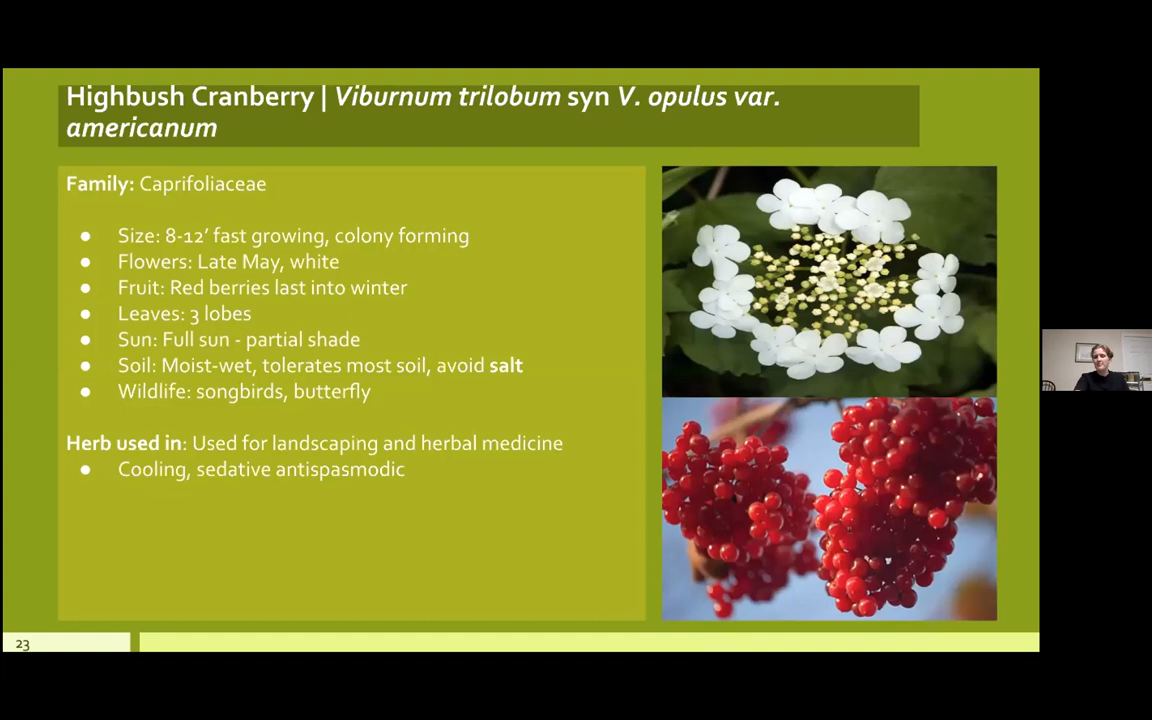 Highbush Cranberry | Viburnum trilobum syn V. opulus var.
americanum
Family: Caprifoliaceae
● Size: 8-12’ fast growing, colony forming
● Flowers: Late May, white
● Fruit: Red berries last into winter
● Leaves: 3 lobes
● Sun: Full sun - partial shade
● Soil: Moist-wet, tolerates most soil, avoid salt
● Wildlife: songbirds, butterfly
Herb used in: Used for landscaping and herbal medicine
● Cooling, sedative antispasmodic
23